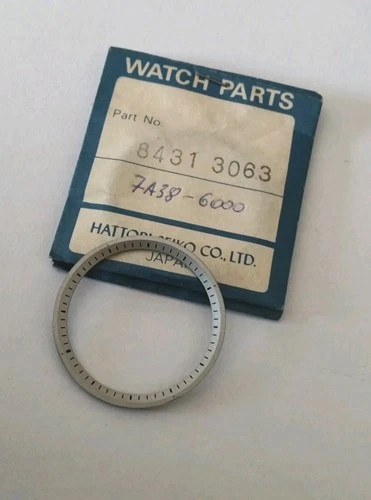 WATCH PARTS
Part No.
8431 3063
7A38-6000
HATTORI SEIKO CO., LTD.
JAPAN